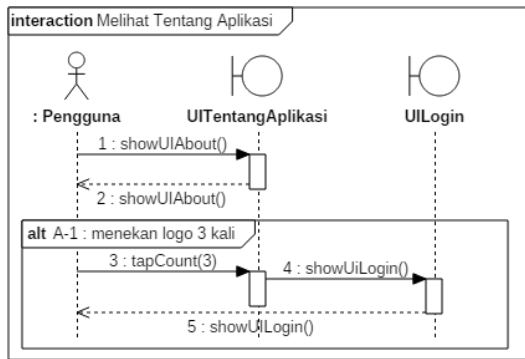 interaction Melihat Tentang Aplikasi
: Pengguna
UITentangAplikasi
UILogin
1 : showUIAbout()
2 : showUIAbout()
alt A-1 : menekan logo 3 kali
3 : tapCount(3)
4 : showUiLogin()
5 : showUILogin()